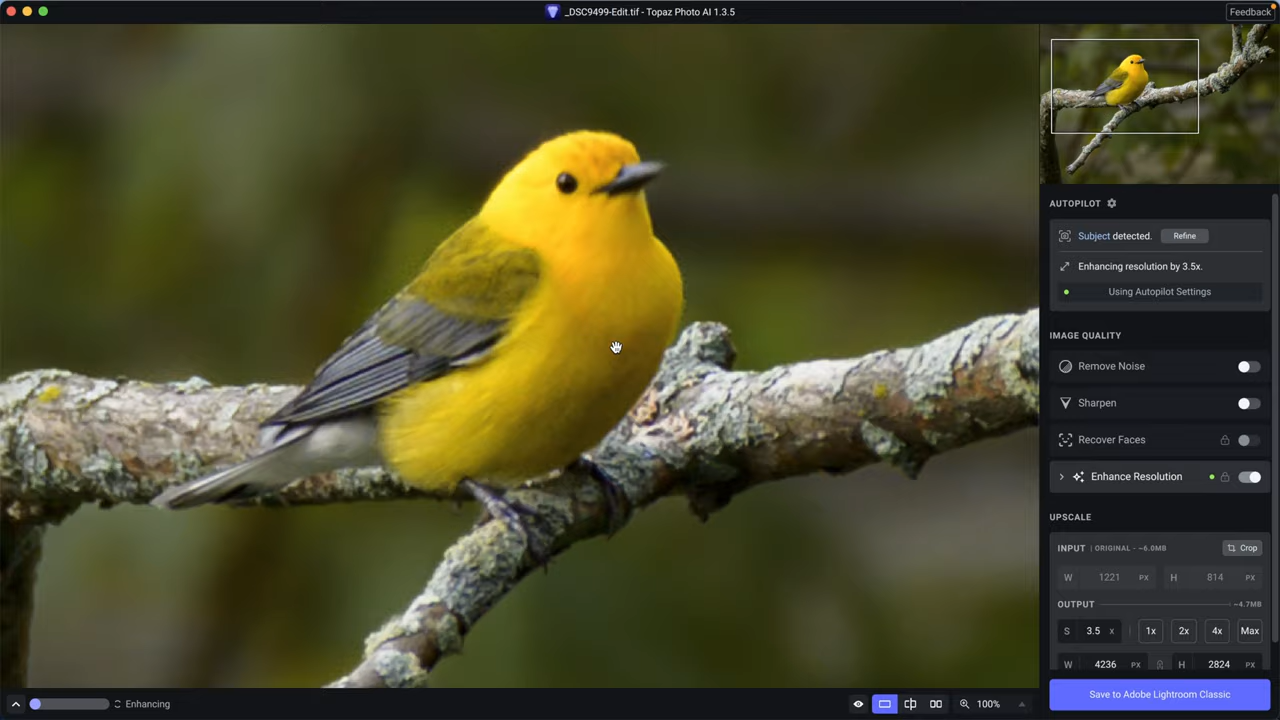 _DSC9499-Edit.tif - Topaz Photo AI 1.3.5
Feedback
AUTOPILOT
Subject detected. Refine
Enhancing resolution by 3.5x.
Using Autopilot Settings
IMAGE QUALITY
Remove Noise
Sharpen
Recover Faces
Enhance Resolution
UPSCALE
INPUT | ORIGINAL - ~6.0MB Crop
W 1221 PX H 814 PX
OUTPUT ~4.7MB
S 3.5 x 1x 2x 4x Max
W 4236 PX H 2824 PX
Enhancing 100%
Save to Adobe Lightroom Classic